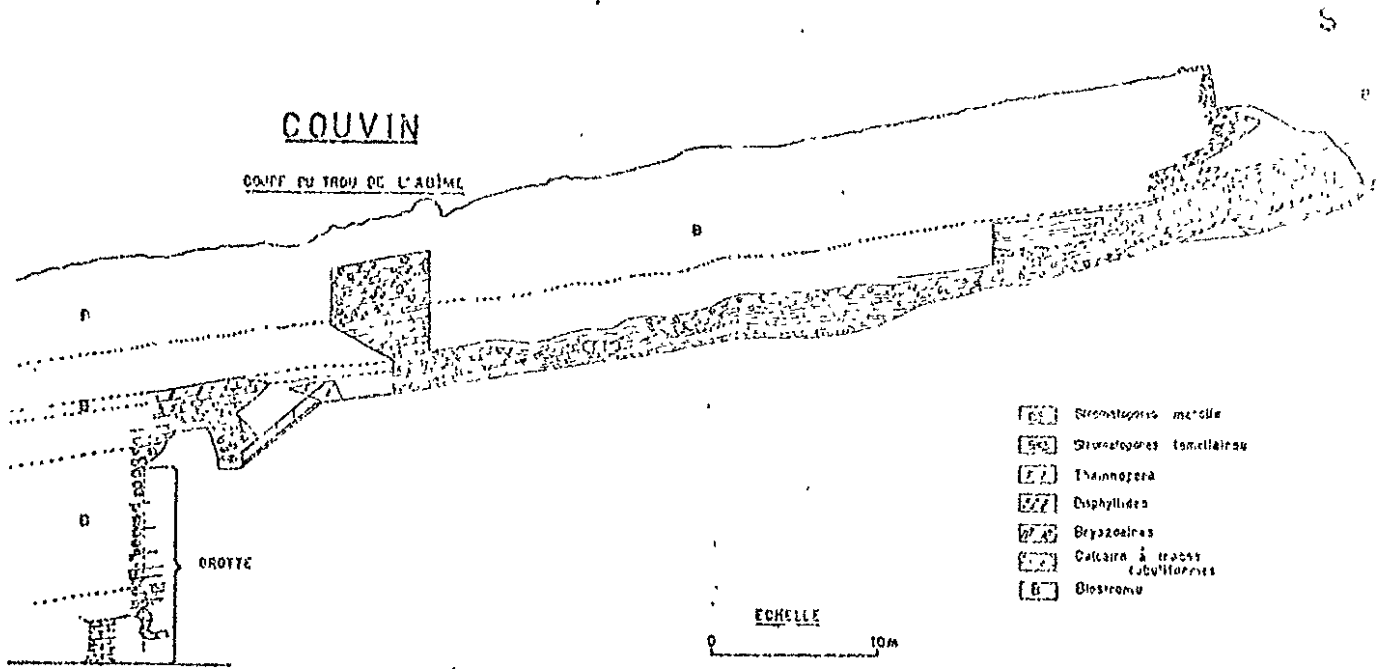 S
COUVIN
COUPE DU TROU DE L'ABÎME
B
B
B
B
GROTTE
Stromatopores massifs
Stromatopores lamellaires
Thamnopora
Disphyllides
Bryozoaires
Calcaire à traces
tubuliformes
B Biostrome
ECHELLE
0 10m